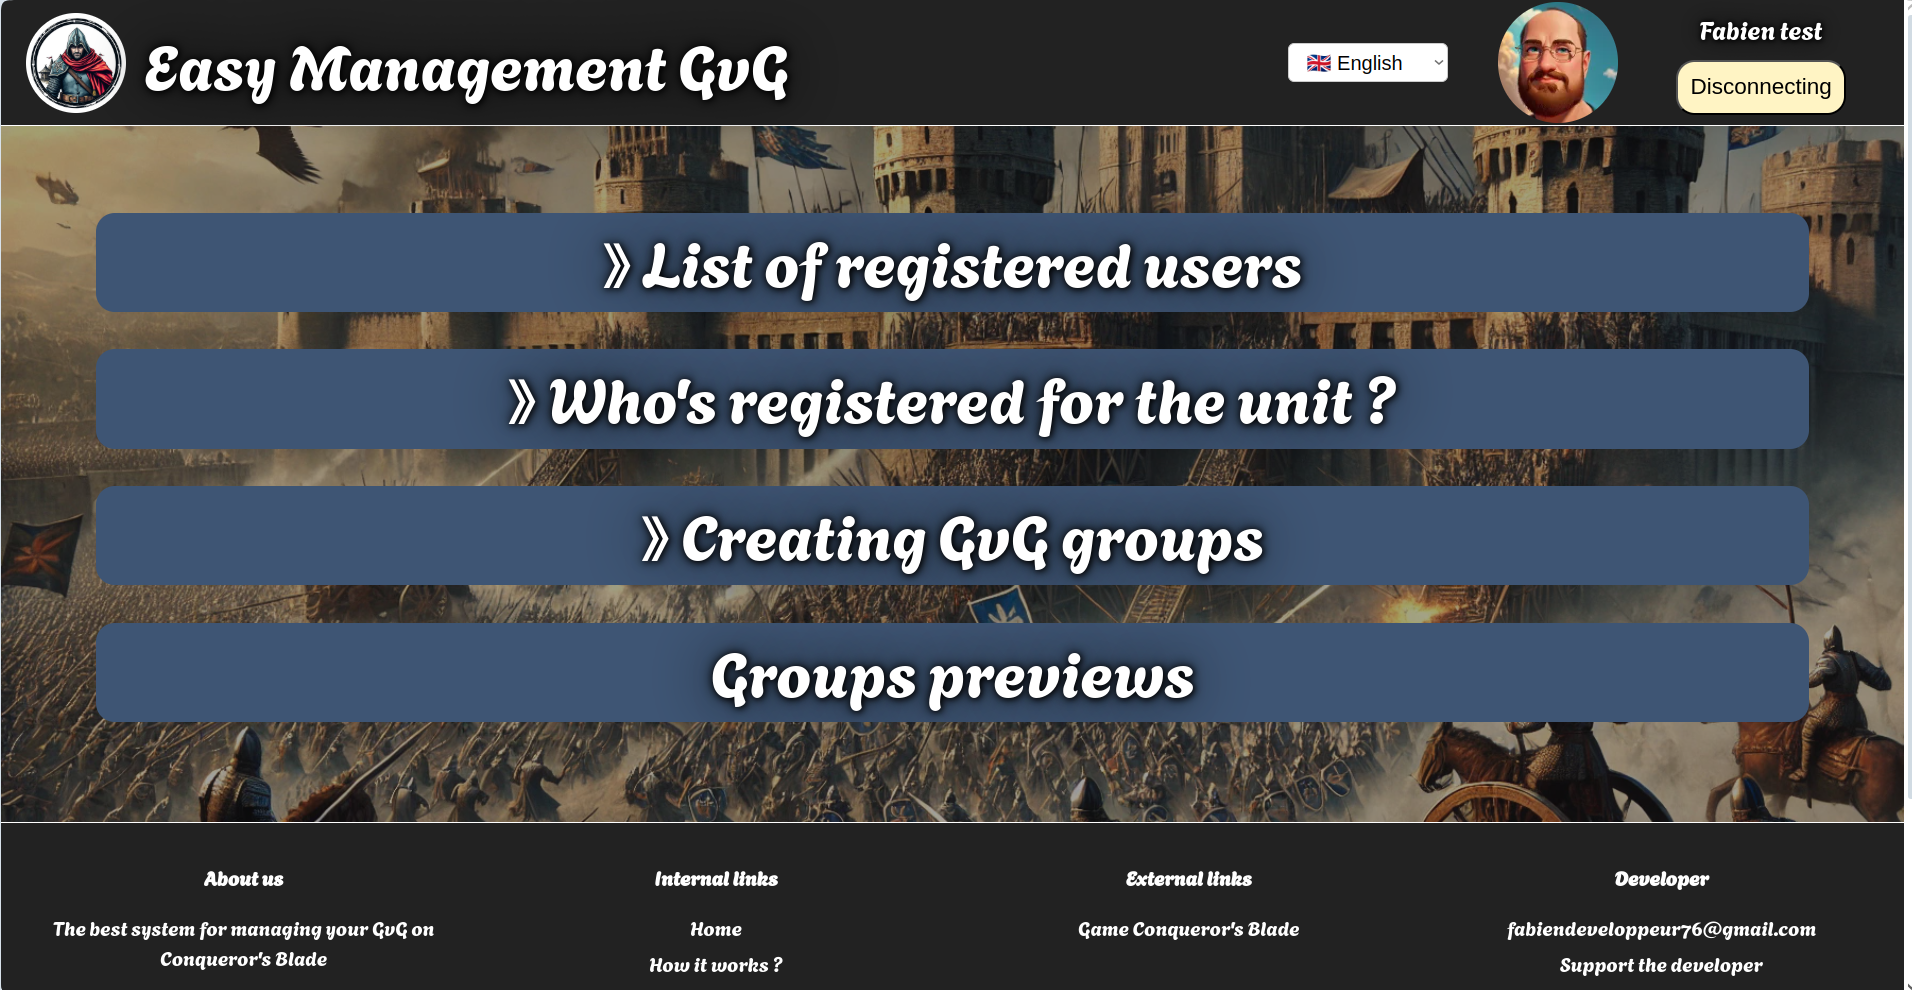 Easy Management GvG
🇬🇧 English
Fabien test
Disconnecting
》List of registered users
》Who's registered for the unit ?
》Creating GvG groups
Groups previews
About us
The best system for managing your GvG on
Conqueror's Blade
Internal links
Home
How it works ?
External links
Game Conqueror's Blade
Developer
fabiendeveloppeur76@gmail.com
Support the developer